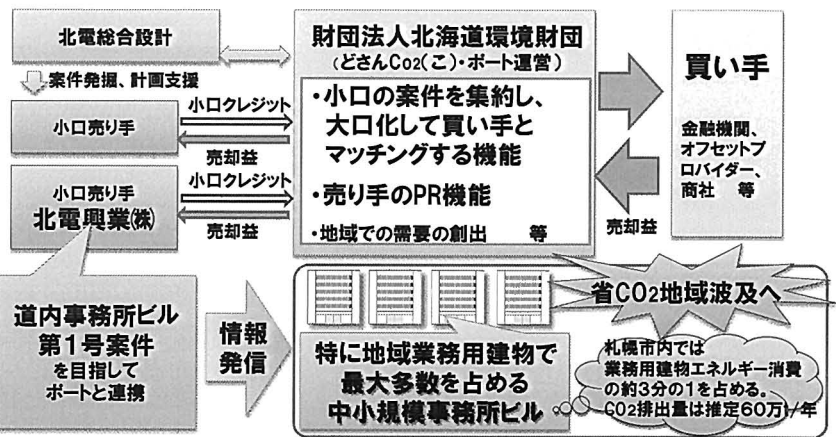 北電総合設計
案件発掘、計画支援
小口売り手
小口クレジット
売却益
小口売り手
北電興業㈱
小口クレジット
売却益
財団法人北海道環境財団
(どさんCo2(こ)・ポート運営)
・小口の案件を集約し、
大口化して買い手と
マッチングする機能
・売り手のPR機能
・地域での需要の創出 等
買い手
金融機関、
オフセットプ
ロバイダー、
商社 等
売却益
道内事務所ビル
第1号案件
を目指して
ポートと連携
情報
発信
省CO2地域波及へ
特に地域業務用建物で
最大多数を占める
中小規模事務所ビル
札幌市内では
業務用建物エネルギー消費
の約3分の1を占める。
CO2排出量は推定60万t/年